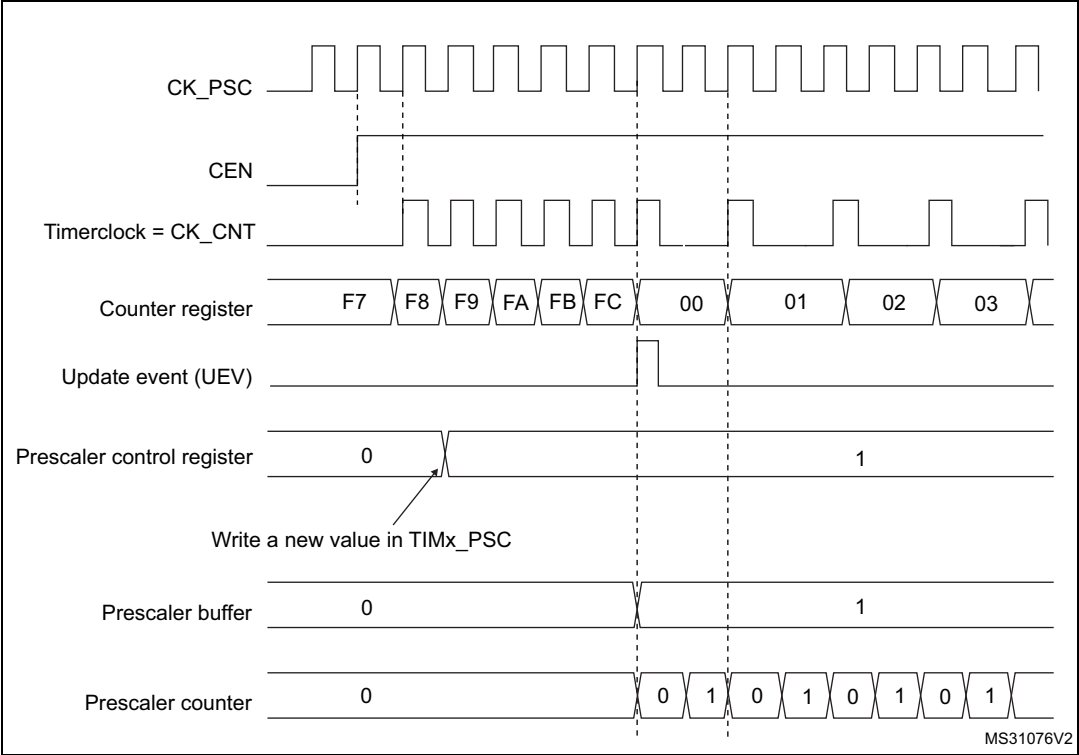 CK_PSC
CEN
Timerclock = CK_CNT
Counter register F7 F8 F9 FA FB FC 00 01 02 03
Update event (UEV)
Prescaler control register 0 1
Write a new value in TIMx_PSC
Prescaler buffer 0 1
Prescaler counter 0 0 1 0 1 0 1 0 1
MS31076V2